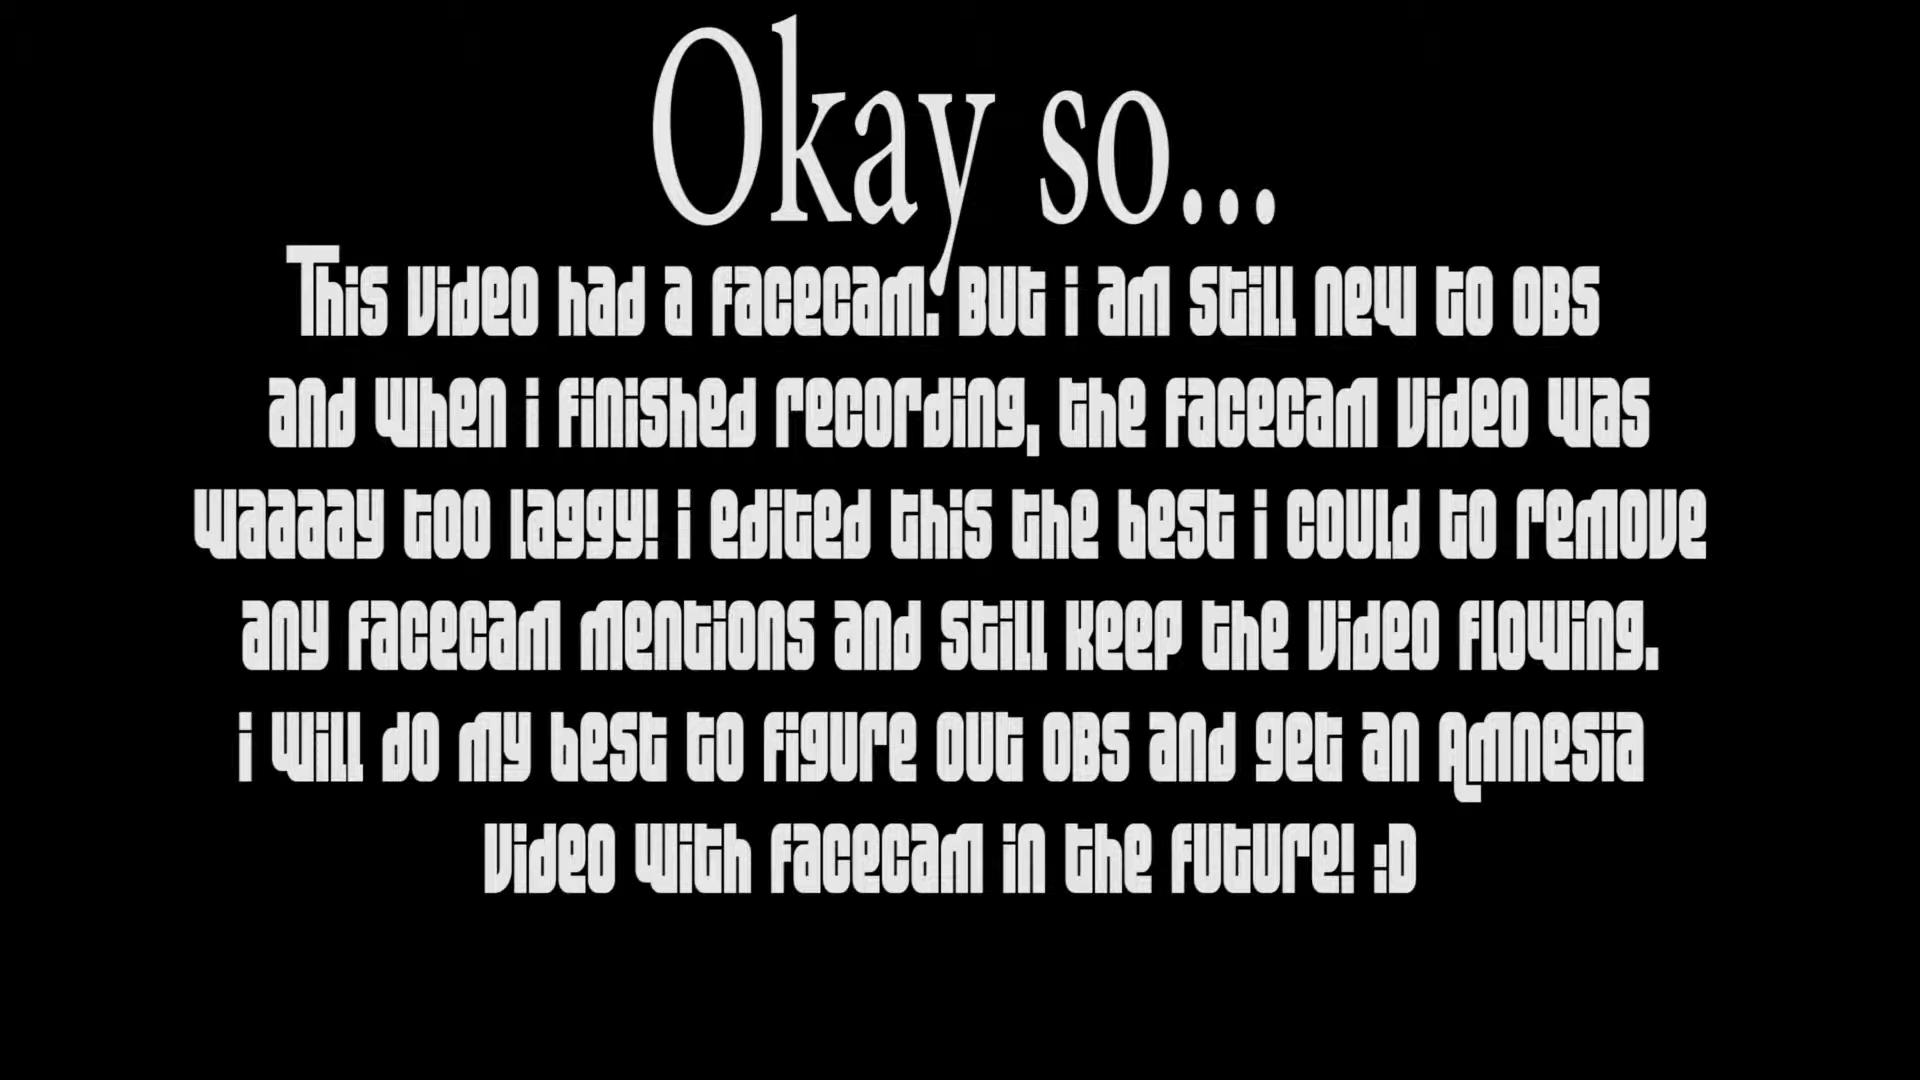 Okay so...
This video had a facecam. But i am still new to OBS
and when i finished recording, the facecam video was
waaaay too laggy! i edited this the best i could to remove
any facecam mentions and still keep the video flowing.
i will do my best to figure out OBS and get an Amnesia
video with facecam in the future! :D